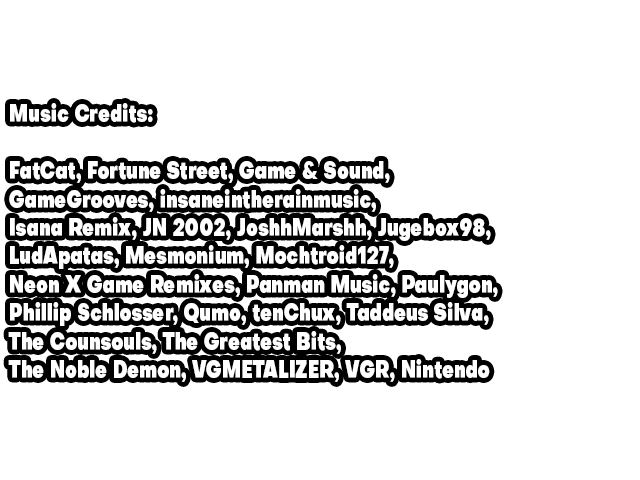 Music Credits:
FatCat, Fortune Street, Game & Sound,
GameGrooves, insaneintherainmusic,
Isana Remix, JN 2002, JoshhMarshh, Jugebox98,
LudApatas, Mesmonium, Mochtroid127,
Neon X Game Remixes, Panman Music, Paulygon,
Phillip Schlosser, Qumo, tenChux, Taddeus Silva,
The Counsouls, The Greatest Bits,
The Noble Demon, VGMETALIZER, VGR, Nintendo